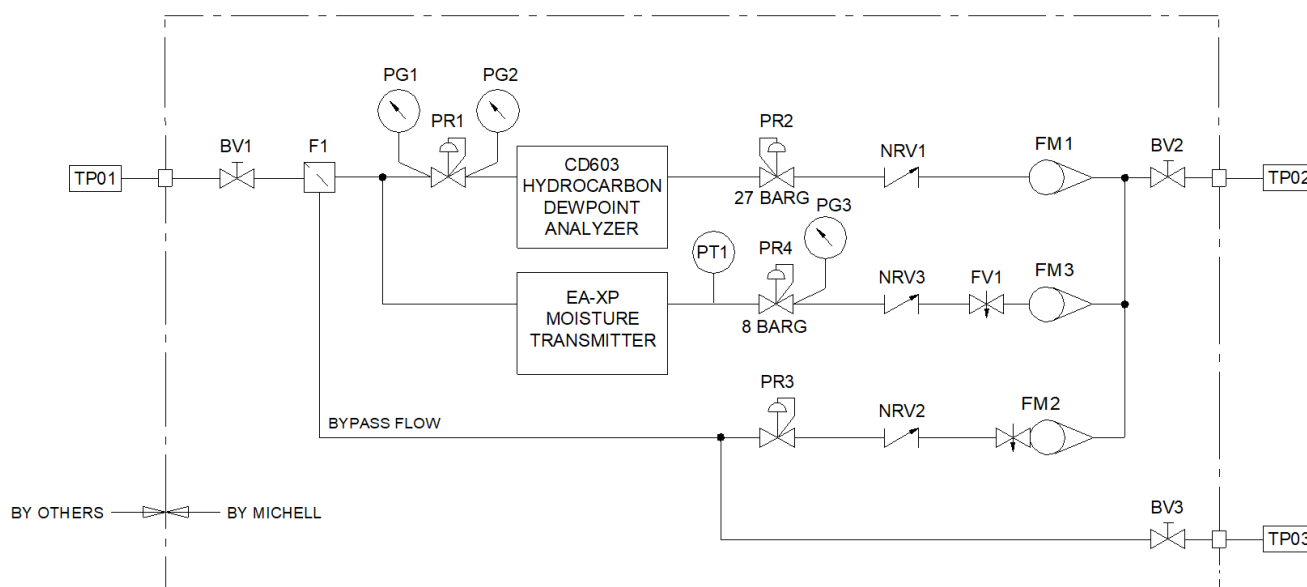 PG1
PG2
PR1
PR2
BV1
F1
CD603
HYDROCARBON
DEWPOINT
ANALYZER
NRV1
FM1
BV2
TP01
TP02
27 BARG
PG3
PT1
PR4
EA-XP
MOISTURE
TRANSMITTER
NRV3
FV1
FM3
8 BARG
PR3
NRV2
FM2
BYPASS FLOW
BY OTHERS
BY MICHELL
BV3
TP03